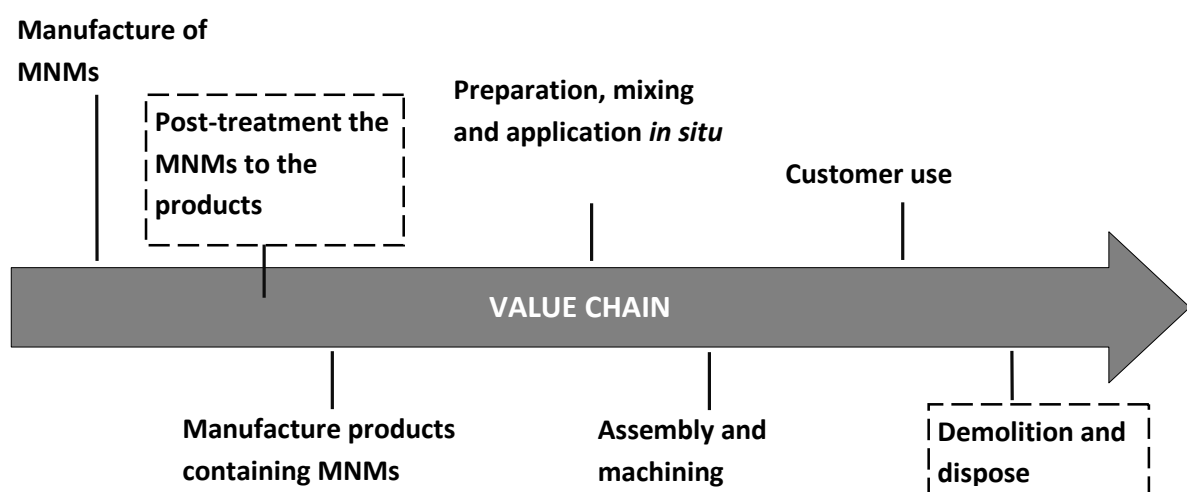 Manufacture of
MNMs
Post-treatment the
MNMs to the
products
Preparation, mixing
and application in situ
Customer use
VALUE CHAIN
Manufacture products
containing MNMs
Assembly and
machining
Demolition and
dispose